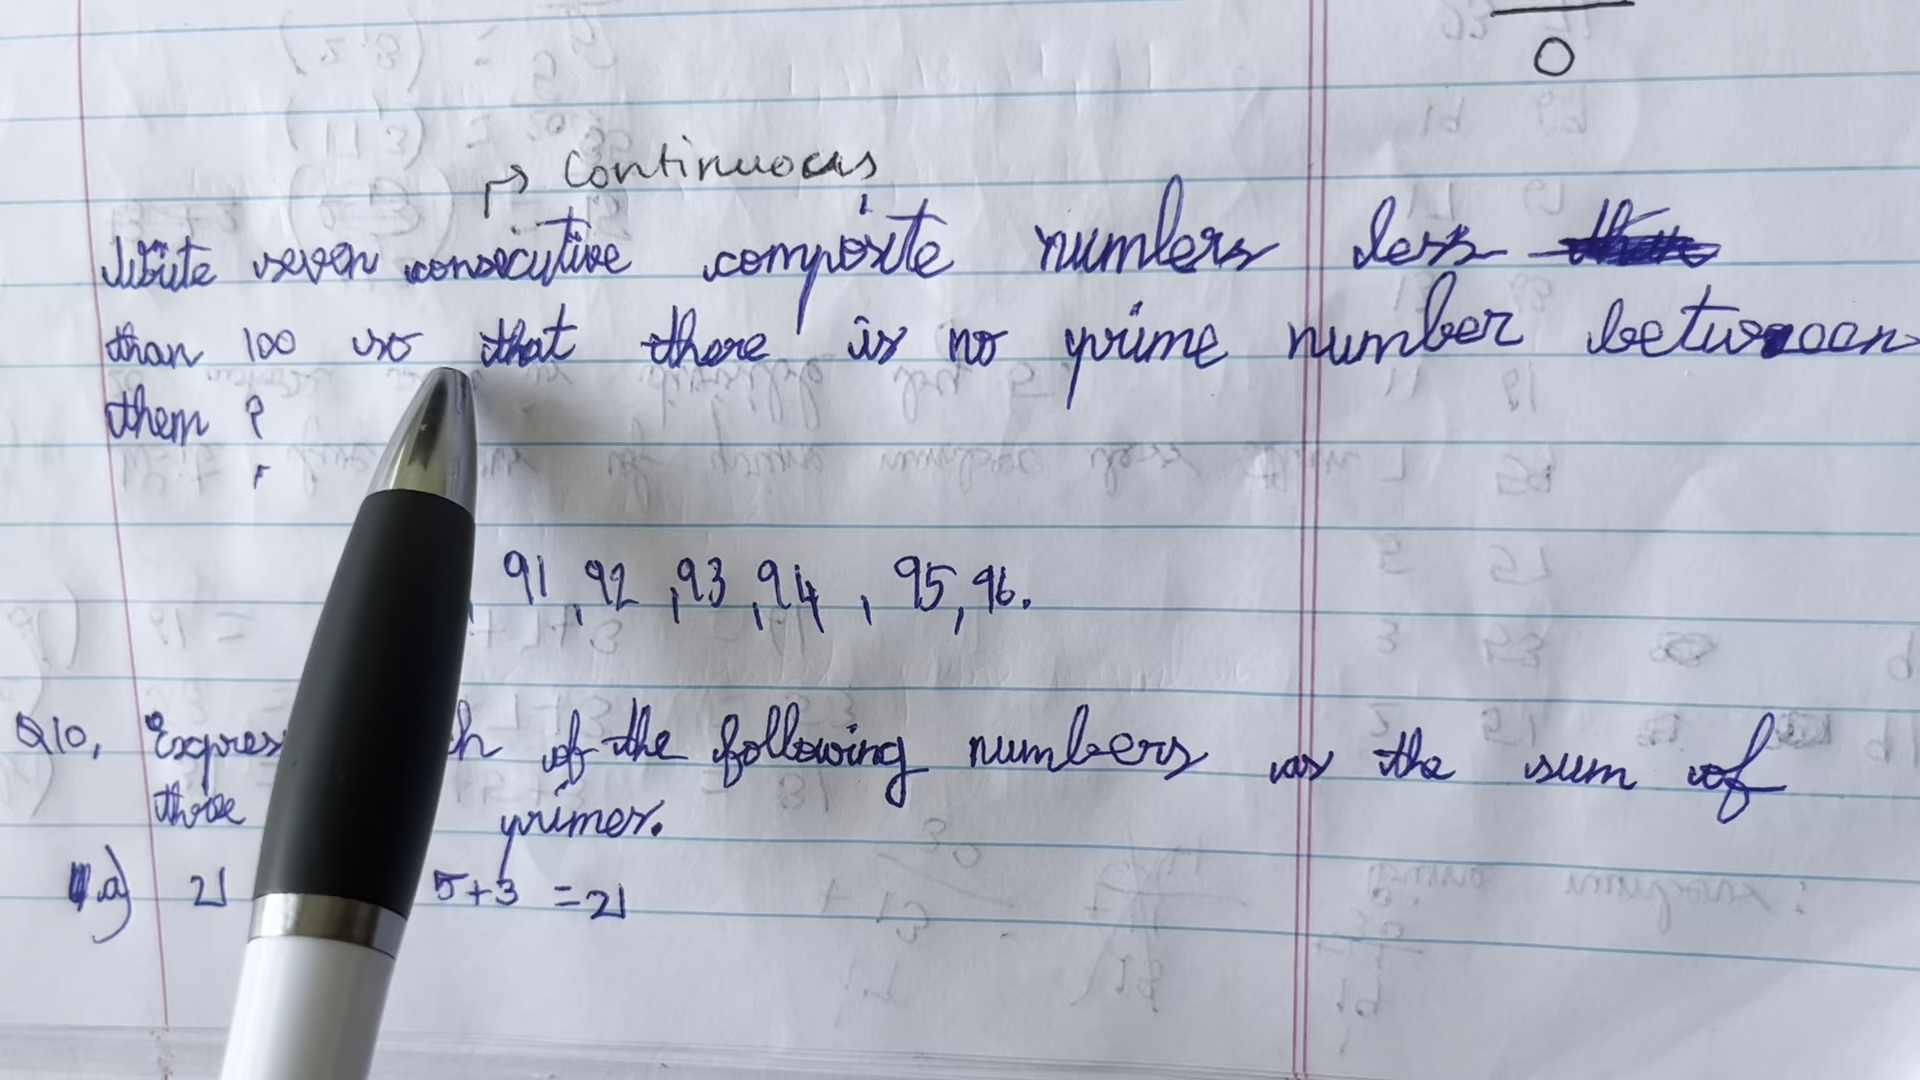 0
→ Continuous
Write seven consecutive composite numbers less
than 100 so that there is no prime number between
them ?
, 91, 92, 93, 94, 95, 96.
Q10, Express of the following numbers as the sum of
three primes.
a) 21 5+3 = 21